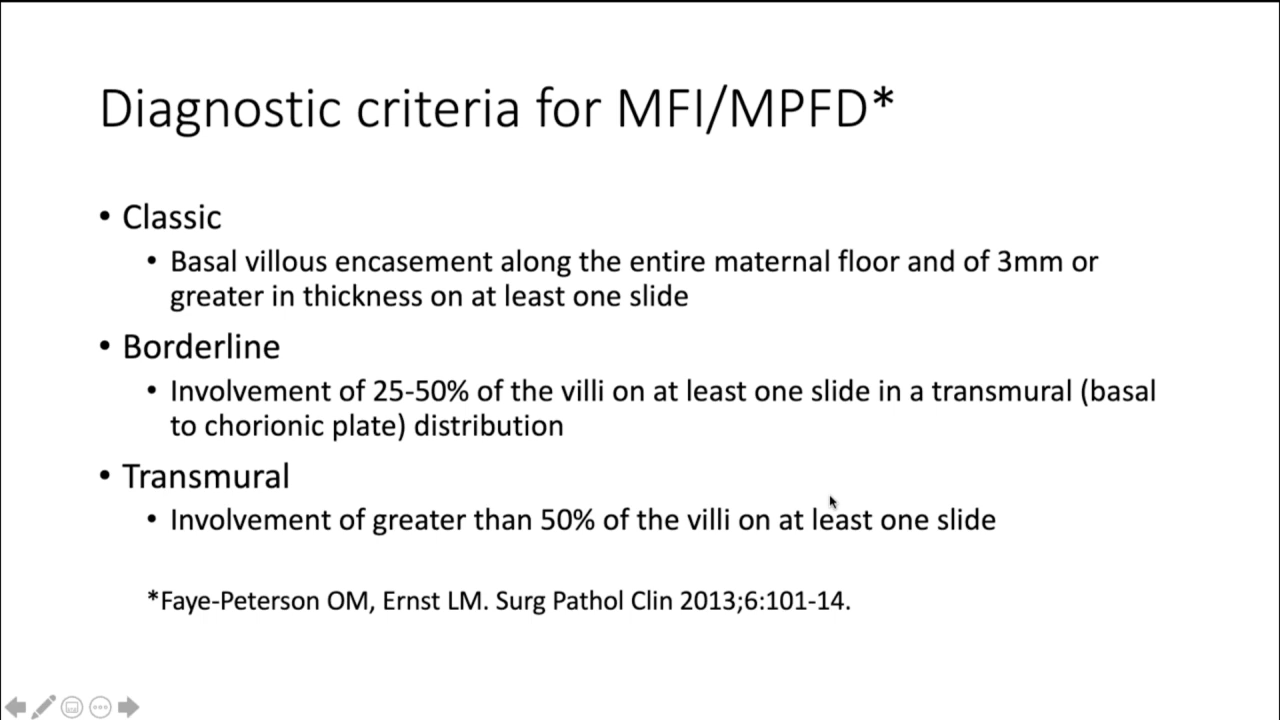 Diagnostic criteria for MFI/MPFD*
• Classic
• Basal villous encasement along the entire maternal floor and of 3mm or
greater in thickness on at least one slide
• Borderline
• Involvement of 25-50% of the villi on at least one slide in a transmural (basal
to chorionic plate) distribution
• Transmural
• Involvement of greater than 50% of the villi on at least one slide
*Faye-Peterson OM, Ernst LM. Surg Pathol Clin 2013;6:101-14.